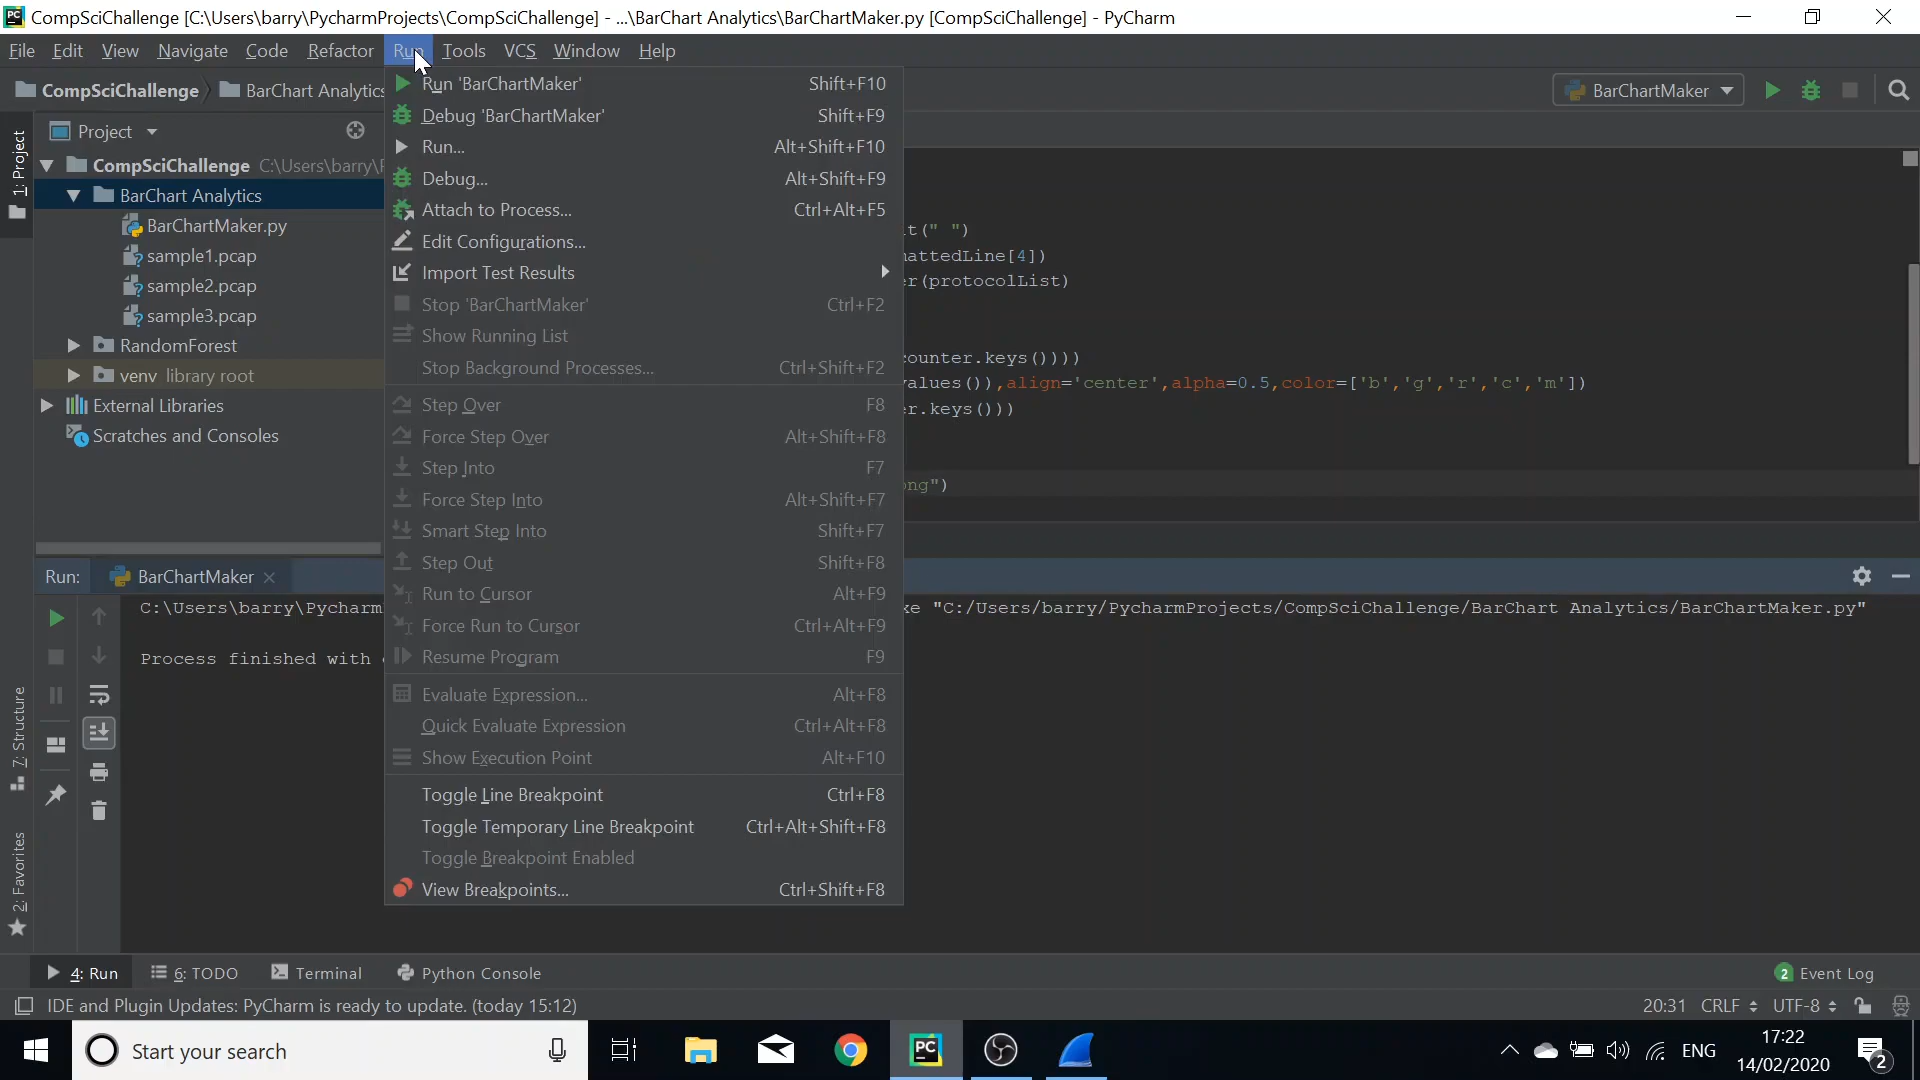 CompSciChallenge [C:\Users\barry\PycharmProjects\CompSciChallenge] - ...\BarChart Analytics\BarChartMaker.py [CompSciChallenge] - PyCharm
File Edit View Navigate Code Refactor Run Tools VCS Window Help
CompSciChallenge BarChart Analytics
BarChartMaker
1: Project
Project
CompSciChallenge C:\Users\barry\
BarChart Analytics
BarChartMaker.py
sample1.pcap
sample2.pcap
sample3.pcap
RandomForest
venv library root
External Libraries
Scratches and Consoles
Run 'BarChartMaker' Shift+F10
Debug 'BarChartMaker' Shift+F9
Run... Alt+Shift+F10
Debug... Alt+Shift+F9
Attach to Process... Ctrl+Alt+F5
Edit Configurations...
Import Test Results
Stop 'BarChartMaker' Ctrl+F2
Show Running List
Stop Background Processes... Ctrl+Shift+F2
Step Over F8
Force Step Over Alt+Shift+F8
Step Into F7
Force Step Into Alt+Shift+F7
Smart Step Into Shift+F7
Step Out Shift+F8
Run to Cursor Alt+F9
Force Run to Cursor Ctrl+Alt+F9
Resume Program F9
Evaluate Expression... Alt+F8
Quick Evaluate Expression Ctrl+Alt+F8
Show Execution Point Alt+F10
Toggle Line Breakpoint Ctrl+F8
Toggle Temporary Line Breakpoint Ctrl+Alt+Shift+F8
Toggle Breakpoint Enabled
View Breakpoints... Ctrl+Shift+F8
it(" ")
attedLine[4])
er(protocolList)
ounter.keys())))
values()),align='center',alpha=0.5,color=['b','g','r','c','m'])
r.keys()))
ong")
Run: BarChartMaker
C:\Users\barry\Pycharm
xe "C:/Users/barry/PycharmProjects/CompSciChallenge/BarChart Analytics/BarChartMaker.py"
Process finished with
7: Structure
2: Favorites
4: Run 6: TODO Terminal Python Console 2 Event Log
IDE and Plugin Updates: PyCharm is ready to update. (today 15:12) 20:31 CRLF UTF-8
Start your search
PC
ENG
17:22
14/02/2020
2